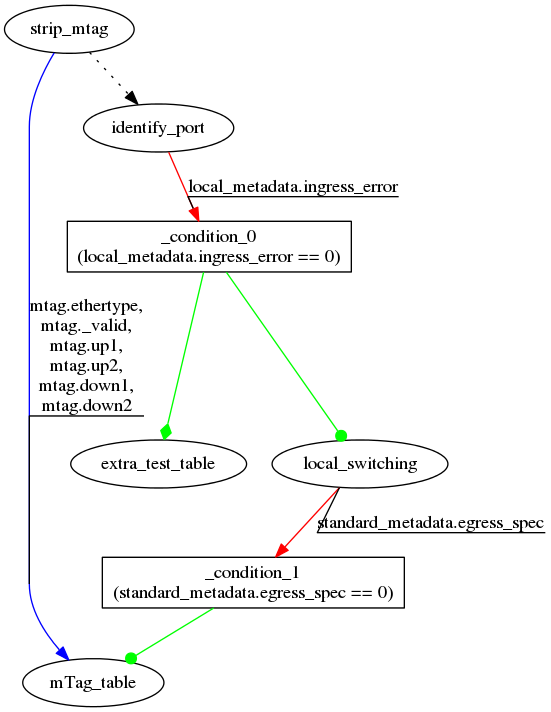 strip_mtag
identify_port
local_metadata.ingress_error
_condition_0
(local_metadata.ingress_error == 0)
mtag.ethertype,
mtag._valid,
mtag.up1,
mtag.up2,
mtag.down1,
mtag.down2
extra_test_table
local_switching
standard_metadata.egress_spec
_condition_1
(standard_metadata.egress_spec == 0)
mTag_table